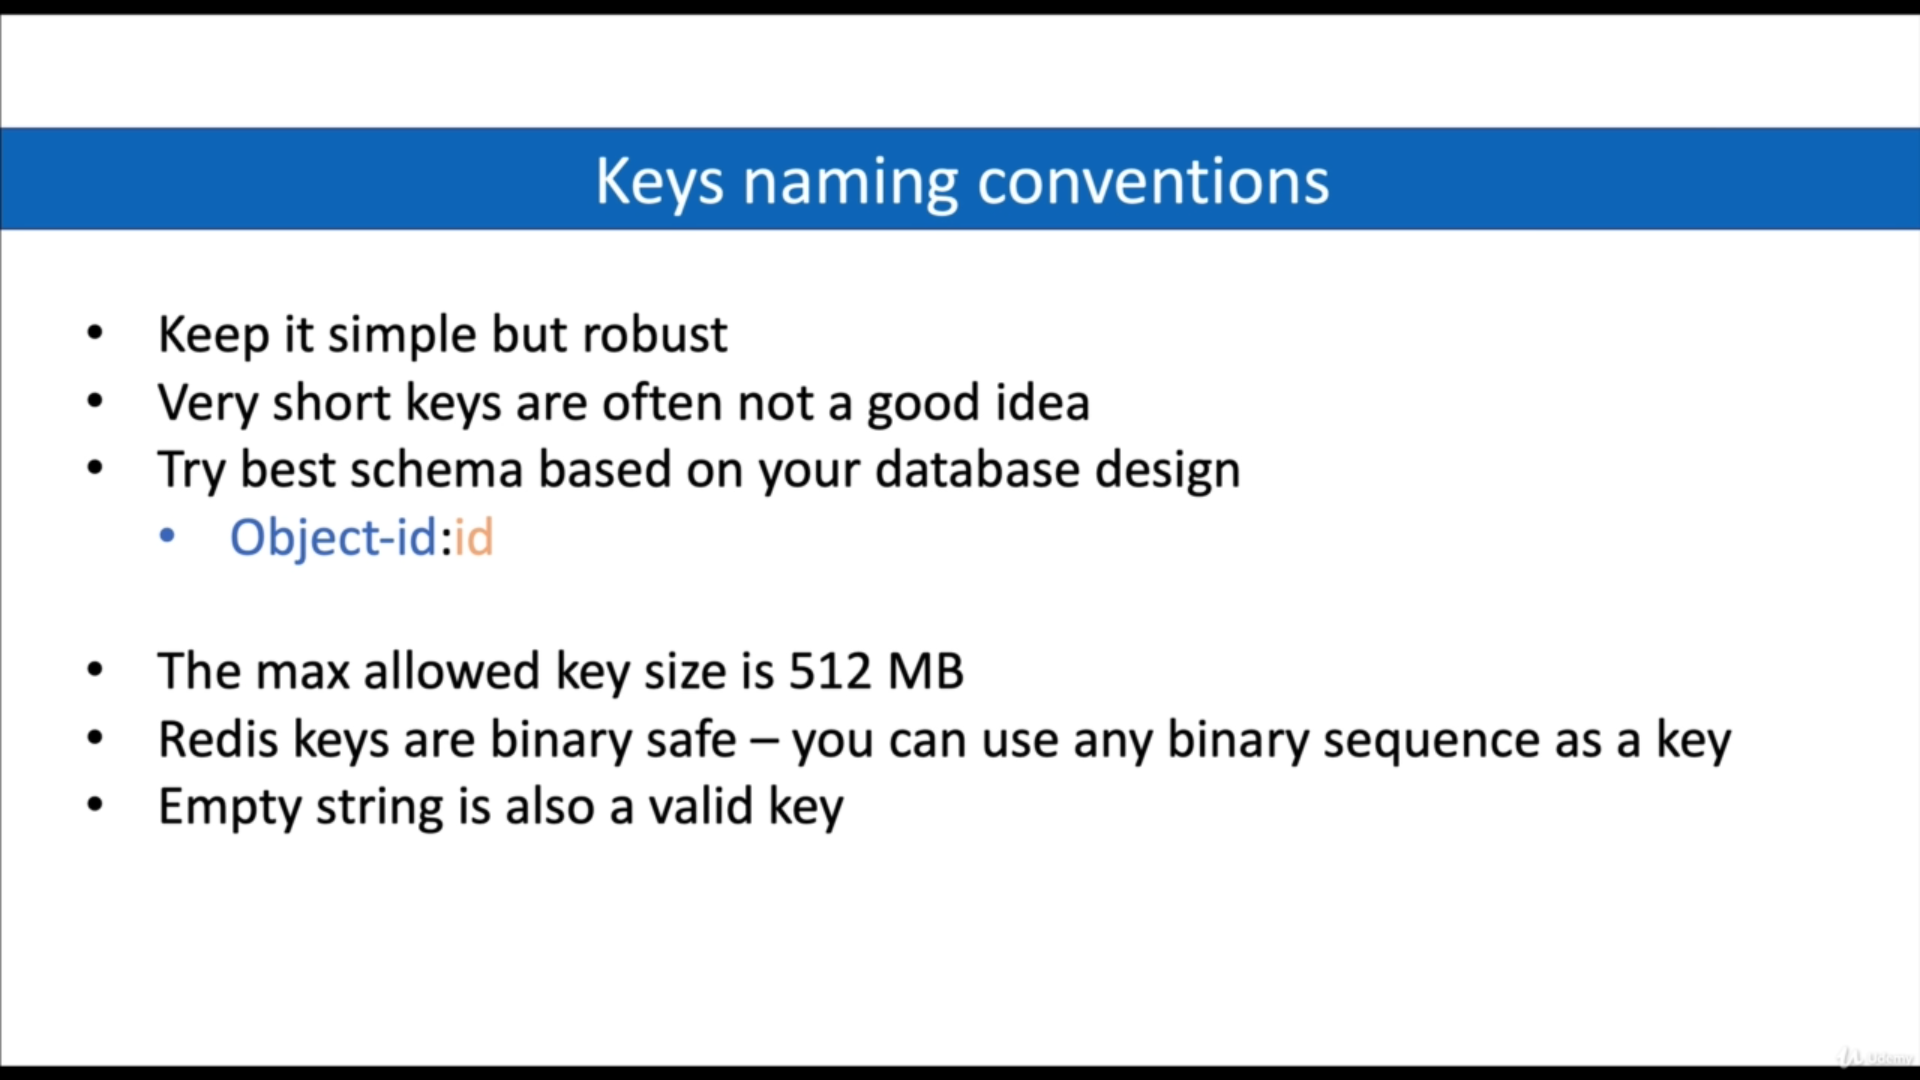 Keys naming conventions
• Keep it simple but robust
• Very short keys are often not a good idea
• Try best schema based on your database design
• Object-id:id
• The max allowed key size is 512 MB
• Redis keys are binary safe – you can use any binary sequence as a key
• Empty string is also a valid key
Udemy